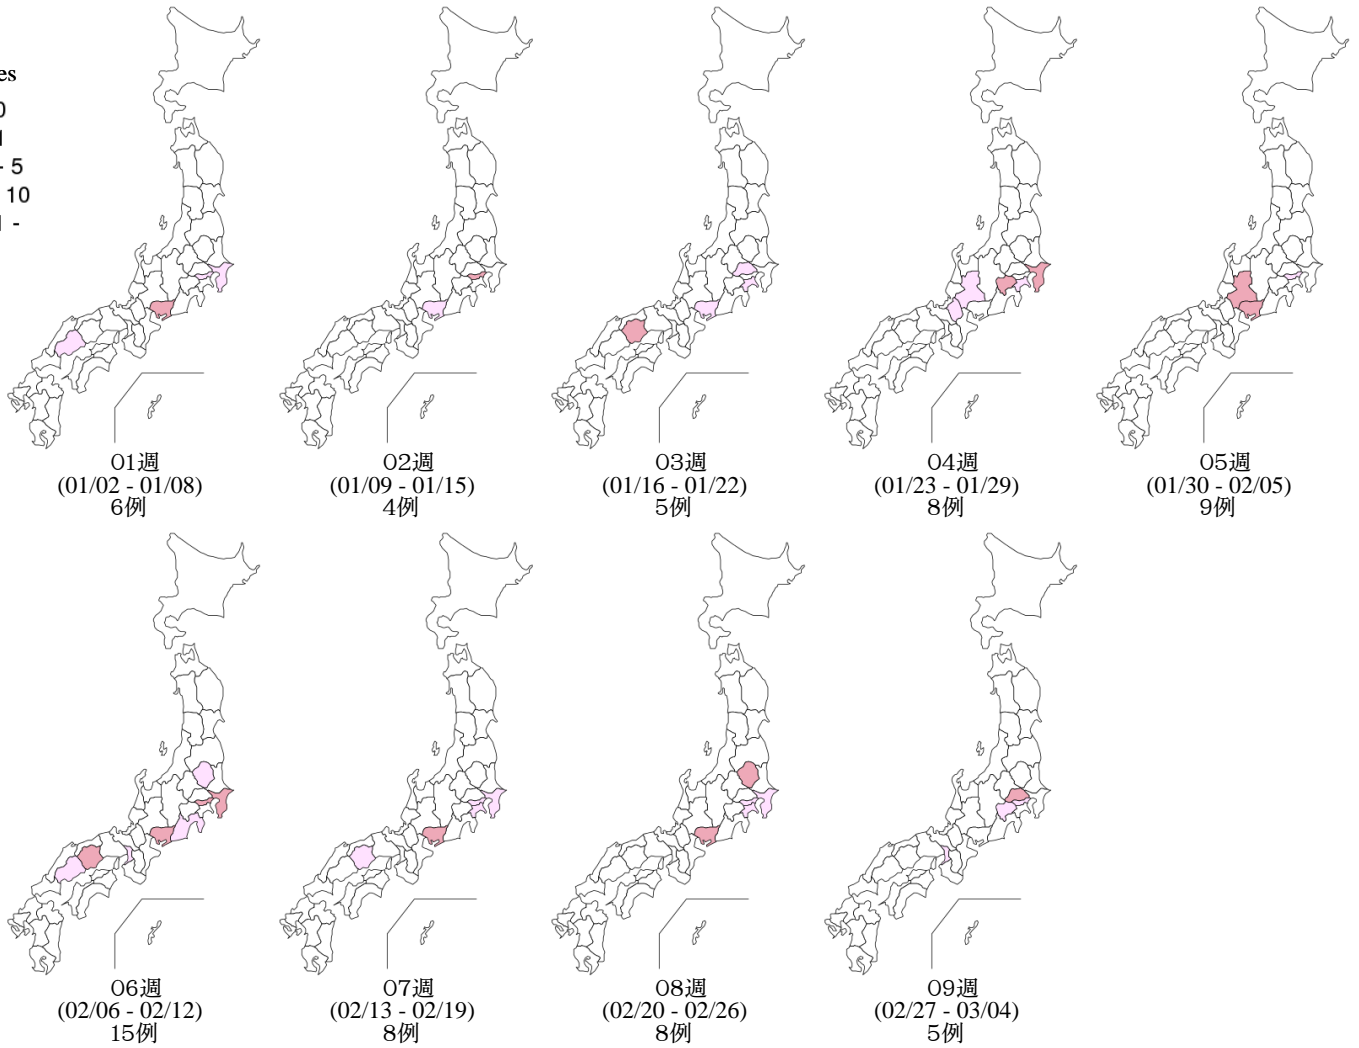 es
0
1
- 5
10
1 -
01週
(01/02 - 01/08)
6例
02週
(01/09 - 01/15)
4例
03週
(01/16 - 01/22)
5例
04週
(01/23 - 01/29)
8例
05週
(01/30 - 02/05)
9例
06週
(02/06 - 02/12)
15例
07週
(02/13 - 02/19)
8例
08週
(02/20 - 02/26)
8例
09週
(02/27 - 03/04)
5例